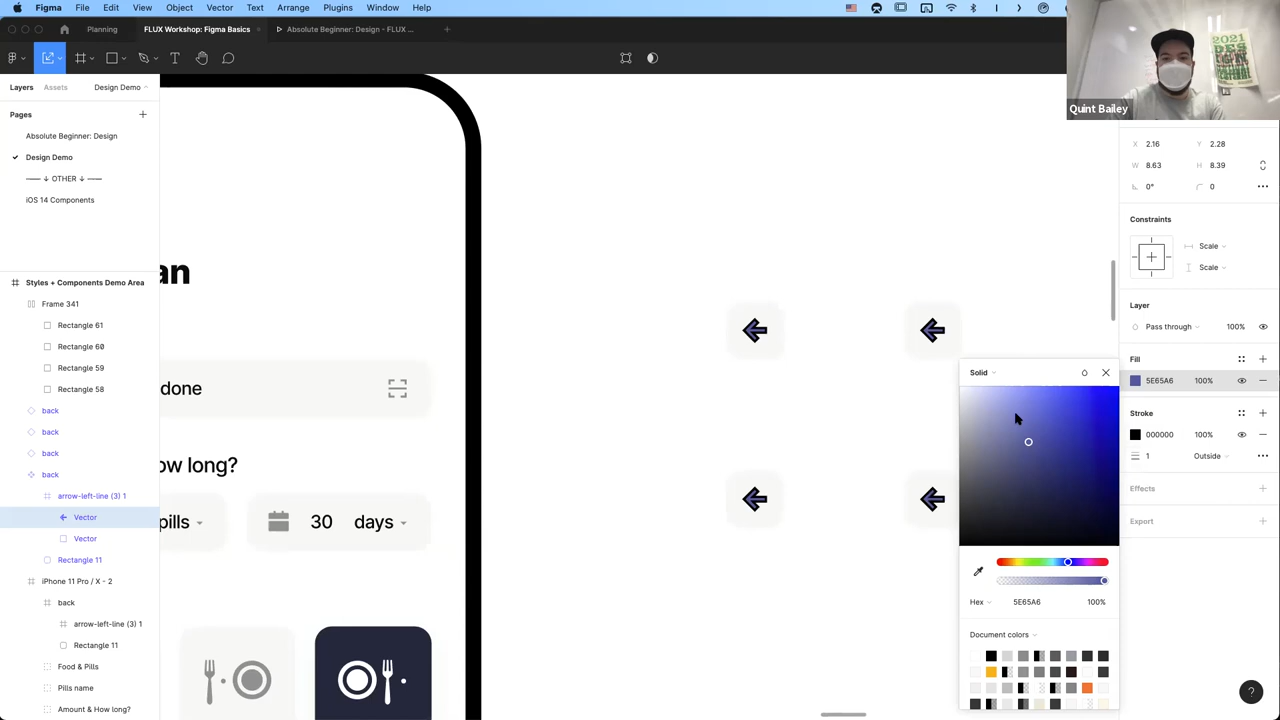 Figma File Edit View Object Vector Text Arrange Plugins Window Help
Planning FLUX Workshop: Figma Basics × Absolute Beginner: Design - FLUX ... +
Layers Assets Design Demo
Pages
Absolute Beginner: Design
Design Demo
—— ↓ OTHER ↓ ——
iOS 14 Components
Styles + Components Demo Area
Frame 341
Rectangle 61
Rectangle 60
Rectangle 59
Rectangle 58
back
back
back
back
arrow-left-line (3) 1
Vector
Vector
Rectangle 11
iPhone 11 Pro / X - 2
back
arrow-left-line (3) 1
Rectangle 11
Food & Pills
Pills name
Amount & How long?
an
done
ow long?
pills 30 days
2021
Quint Bailey
X 2.16 Y 2.28
W 8.63 H 8.39
0° 0
Constraints
Scale
Scale
Layer
Pass through 100%
Fill
5E65A6 100%
Stroke
000000 100%
1 Outside
Effects
Export
Solid
Hex 5E65A6 100%
Document colors
?